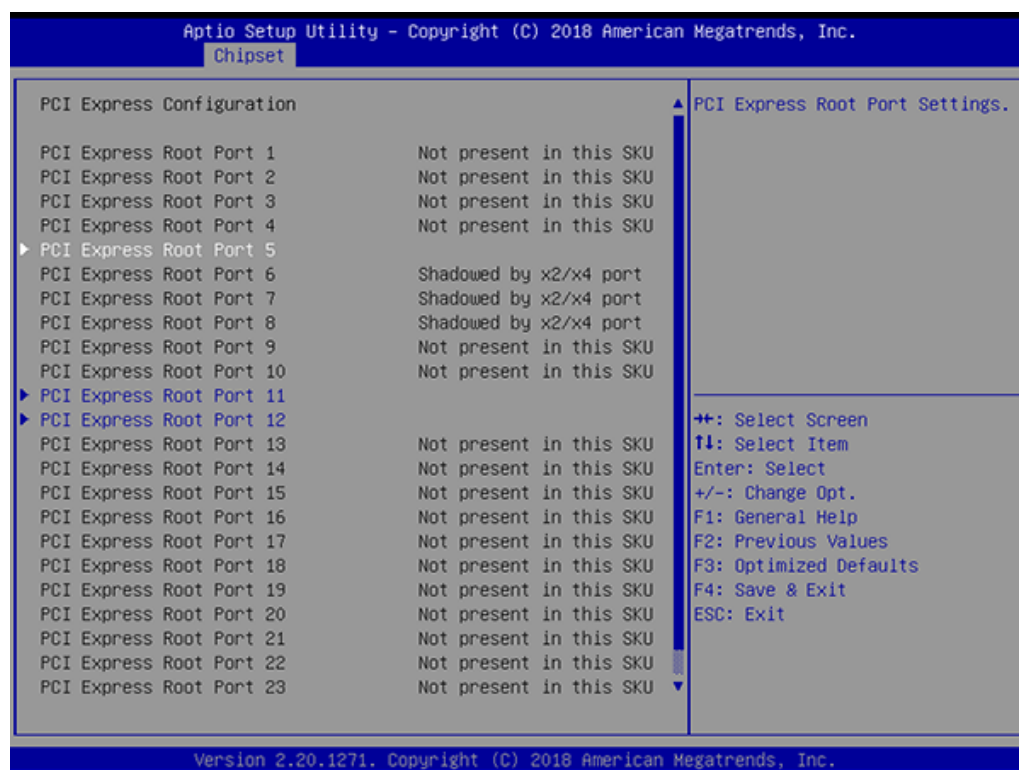 Aptio Setup Utility – Copyright (C) 2018 American Megatrends, Inc.
Chipset
PCI Express Configuration
PCI Express Root Port 1 Not present in this SKU
PCI Express Root Port 2 Not present in this SKU
PCI Express Root Port 3 Not present in this SKU
PCI Express Root Port 4 Not present in this SKU
PCI Express Root Port 5
PCI Express Root Port 6 Shadowed by x2/x4 port
PCI Express Root Port 7 Shadowed by x2/x4 port
PCI Express Root Port 8 Shadowed by x2/x4 port
PCI Express Root Port 9 Not present in this SKU
PCI Express Root Port 10 Not present in this SKU
PCI Express Root Port 11
PCI Express Root Port 12
PCI Express Root Port 13 Not present in this SKU
PCI Express Root Port 14 Not present in this SKU
PCI Express Root Port 15 Not present in this SKU
PCI Express Root Port 16 Not present in this SKU
PCI Express Root Port 17 Not present in this SKU
PCI Express Root Port 18 Not present in this SKU
PCI Express Root Port 19 Not present in this SKU
PCI Express Root Port 20 Not present in this SKU
PCI Express Root Port 21 Not present in this SKU
PCI Express Root Port 22 Not present in this SKU
PCI Express Root Port 23 Not present in this SKU
PCI Express Root Port Settings.
→←: Select Screen
↑↓: Select Item
Enter: Select
+/-: Change Opt.
F1: General Help
F2: Previous Values
F3: Optimized Defaults
F4: Save & Exit
ESC: Exit
Version 2.20.1271. Copyright (C) 2018 American Megatrends, Inc.